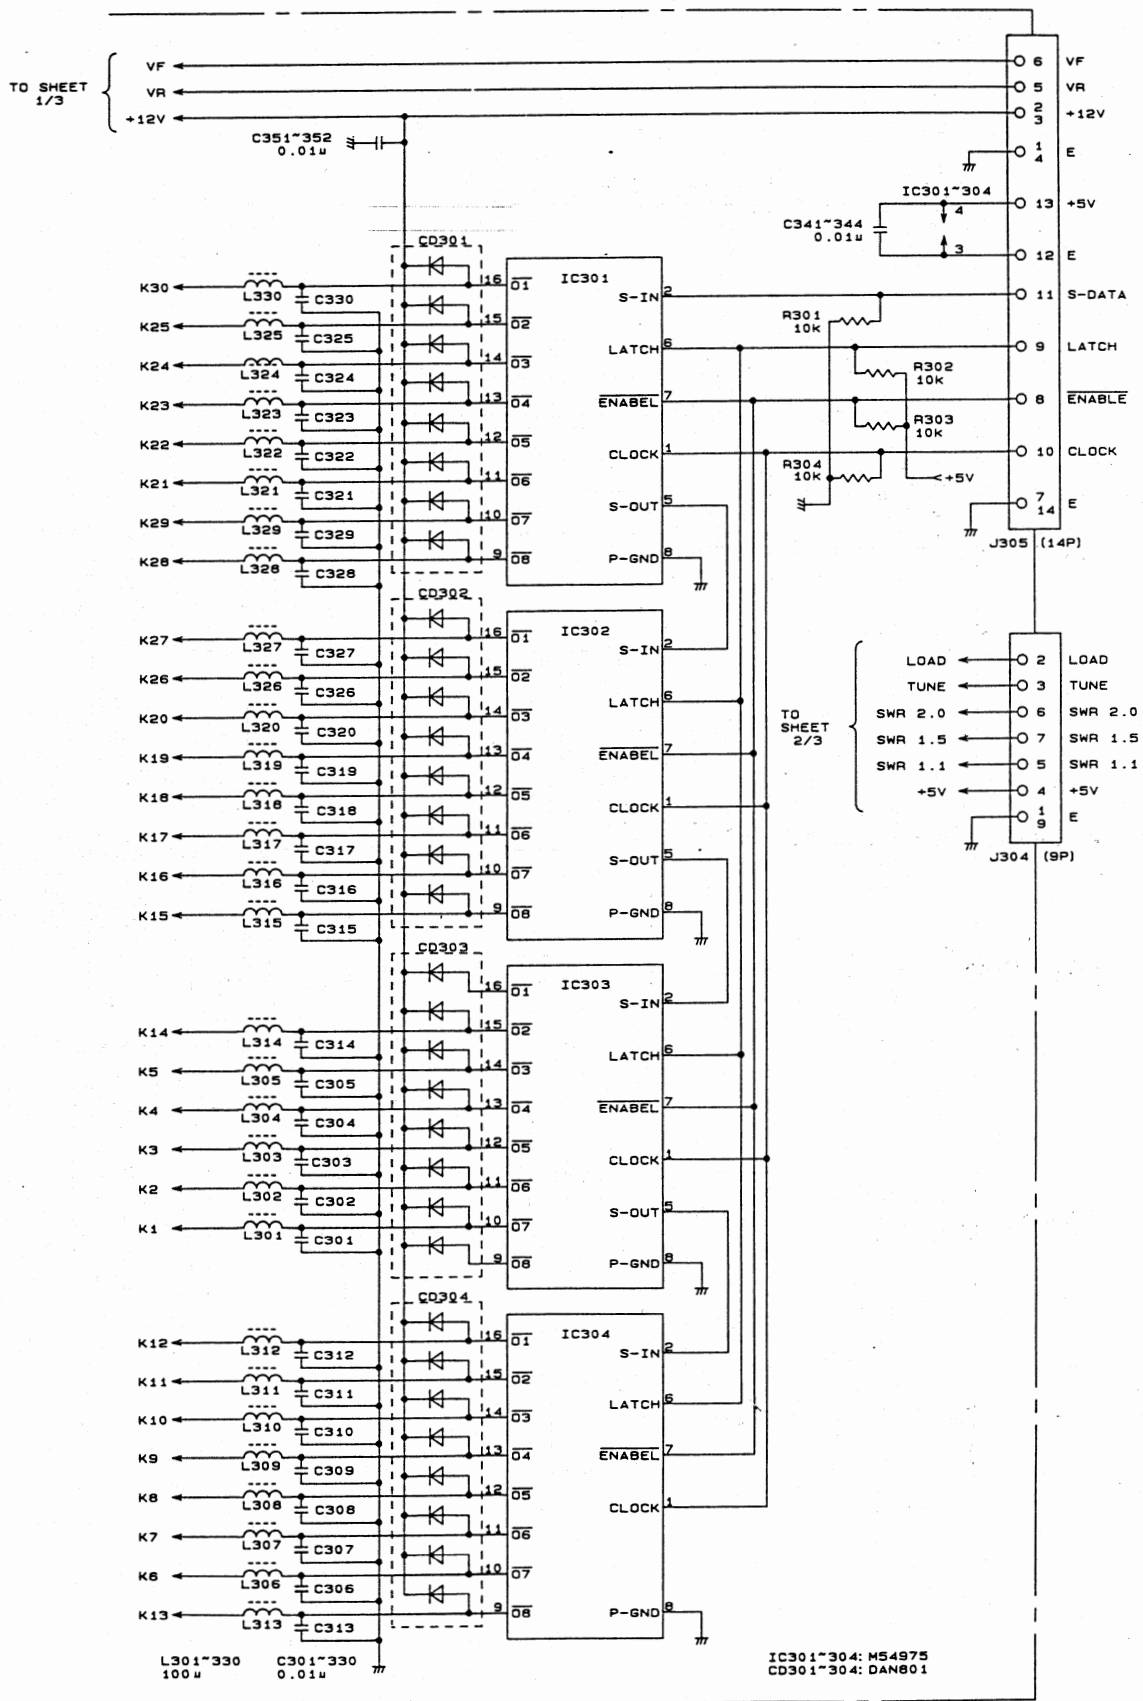 TO SHEET
1/3
VF
VR
+12V
C351~352
0.01μ
6 VF
5 VR
2
3
+12V
1
4
E
IC301~304
4
3
C341~344
0.01μ
13 +5V
12 E
11 S-DATA
9 LATCH
8 ENABLE
10 CLOCK
7
14
E
J305 (14P)
R301
10k
R302
10k
R303
10k
R304
10k
+5V
CD301
IC301
K30 L330 C330 16 O1
K25 L325 C325 15 O2
K24 L324 C324 14 O3
K23 L323 C323 13 O4
K22 L322 C322 12 O5
K21 L321 C321 11 O6
K29 L329 C329 10 O7
K28 L328 C328 9 O8
S-IN 2
LATCH 6
ENABEL 7
CLOCK 1
S-OUT 5
P-GND 8
CD302
IC302
K27 L327 C327 16 O1
K26 L326 C326 15 O2
K20 L320 C320 14 O3
K19 L319 C319 13 O4
K18 L318 C318 12 O5
K17 L317 C317 11 O6
K16 L316 C316 10 O7
K15 L315 C315 9 O8
S-IN 2
LATCH 6
ENABEL 7
CLOCK 1
S-OUT 5
P-GND 8
TO
SHEET
2/3
LOAD 2 LOAD
TUNE 3 TUNE
SWR 2.0 6 SWR 2.0
SWR 1.5 7 SWR 1.5
SWR 1.1 5 SWR 1.1
+5V 4 +5V
1
9
E
J304 (9P)
CD303
IC303
16 O1
K14 L314 C314 15 O2
K5 L305 C305 14 O3
K4 L304 C304 13 O4
K3 L303 C303 12 O5
K2 L302 C302 11 O6
K1 L301 C301 10 O7
9 O8
S-IN 2
LATCH 6
ENABEL 7
CLOCK 1
S-OUT 5
P-GND 8
CD304
IC304
K12 L312 C312 16 O1
K11 L311 C311 15 O2
K10 L310 C310 14 O3
K9 L309 C309 13 O4
K8 L308 C308 12 O5
K7 L307 C307 11 O6
K6 L306 C306 10 O7
K13 L313 C313 9 O8
S-IN 2
LATCH 6
ENABEL 7
CLOCK 1
P-GND 8
L301~330
100μ
C301~330
0.01μ
IC301~304: M54975
CD301~304: DAN801